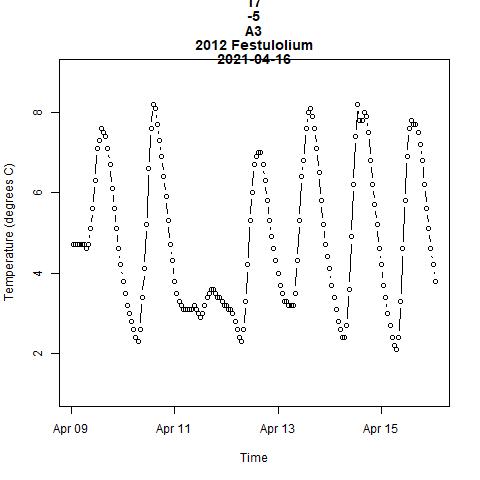 17
-5
A3
2012 Festulolium
2021-04-16
Temperature (degrees C)
8
6
4
2
Apr 09
Apr 11
Apr 13
Apr 15
Time